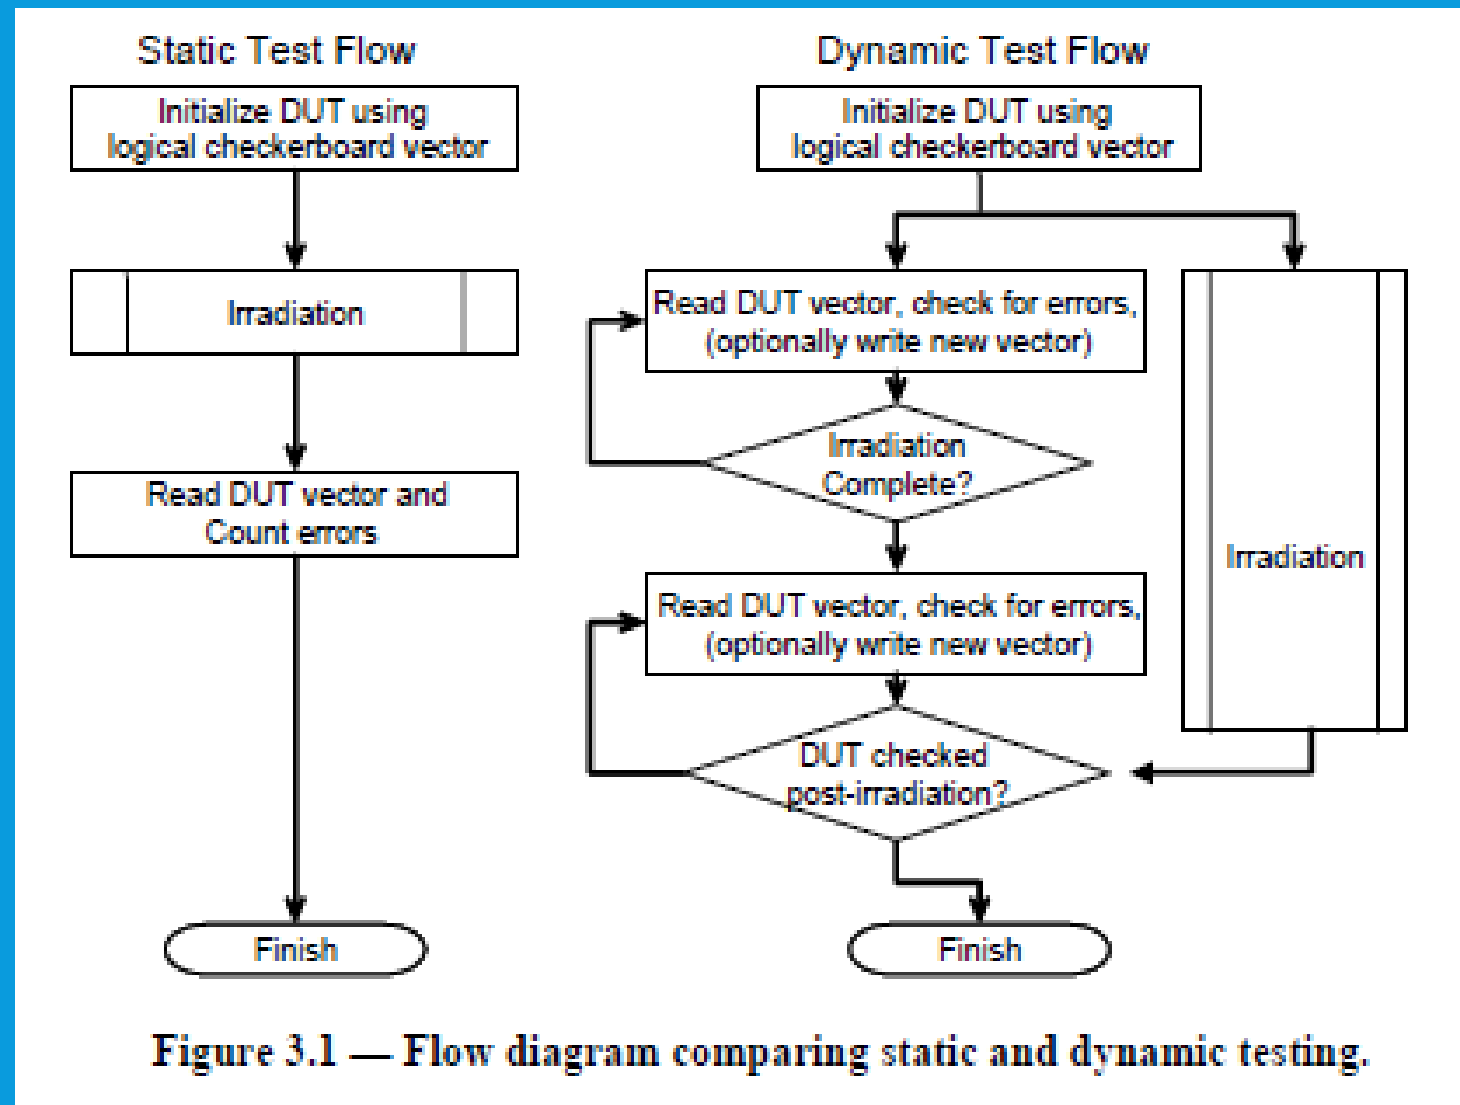 Static Test Flow
Initialize DUT using
logical checkerboard vector
Irradiation
Read DUT vector and
Count errors
Finish
Dynamic Test Flow
Initialize DUT using
logical checkerboard vector
Read DUT vector, check for errors,
(optionally write new vector)
Irradiation
Complete?
Read DUT vector, check for errors,
(optionally write new vector)
DUT checked
post-irradiation?
Irradiation
Finish
Figure 3.1 — Flow diagram comparing static and dynamic testing.